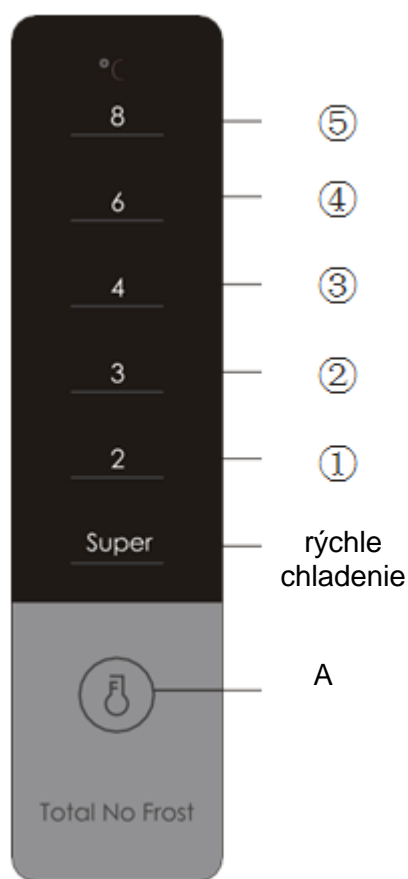 °C
8 ⑤
6 ④
4 ③
3 ②
2 ①
Super rýchle
chladenie
A
Total No Frost